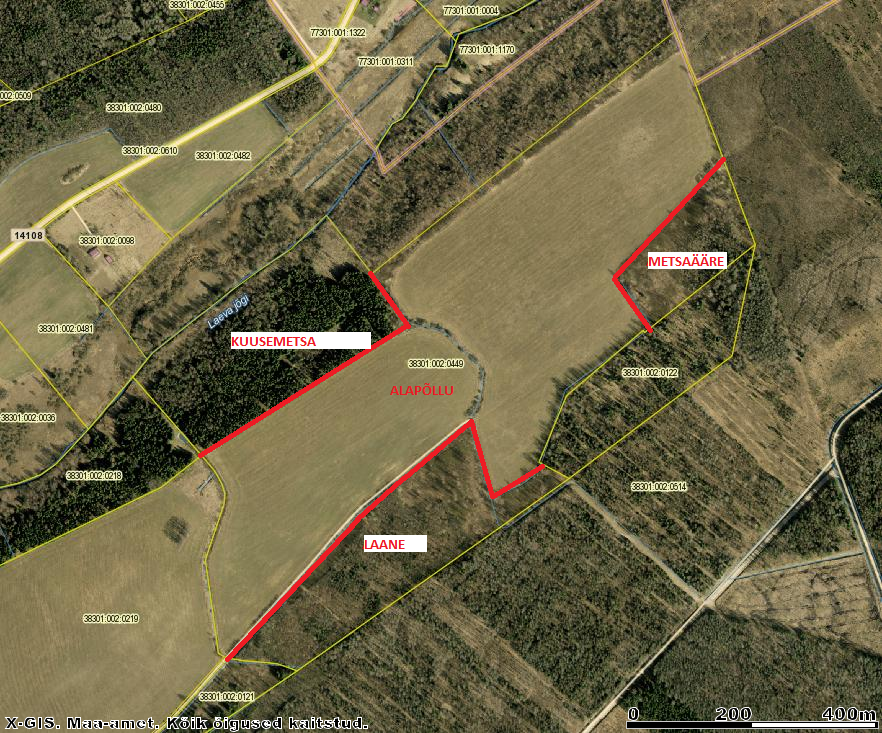 38301:002:0455
77301:001:0004
77301:001:1322
77301:001:1170
77301:001:0311
002:0509
38301:002:0480
38301:002:0610
38301:002:0482
14108
38301:002:0098
METSAÄÄRE
Laeva jõgi
38301:002:0481
KUUSEMETSA
38301:002:0449
38301:002:0122
ALAPÕLLU
38301:002:0036
38301:002:0218
38301:002:0514
LAANE
38301:002:0219
38301:002:0121
0 200 400m
X-GIS. Maa-amet. Kõik õigused kaitstud.